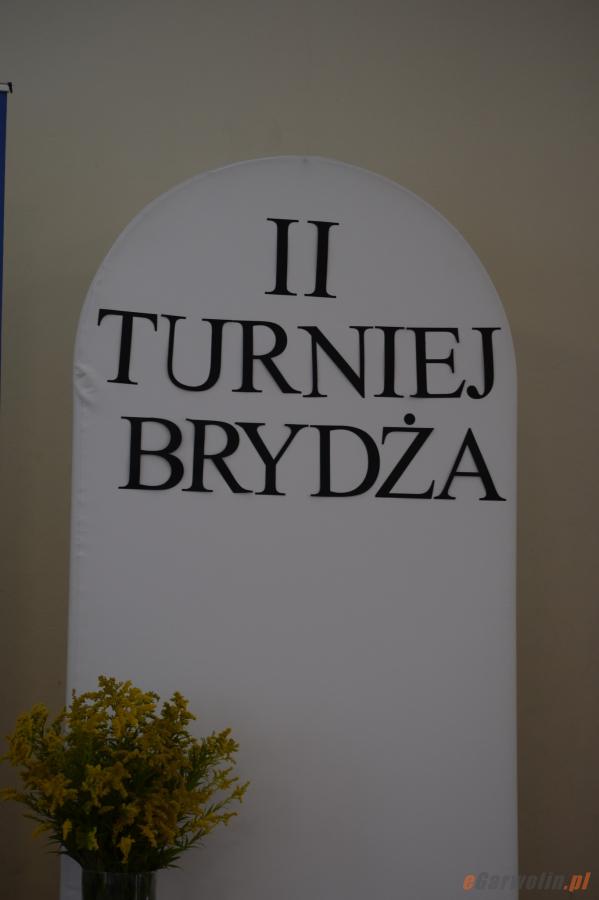 II
TURNIEJ
BRYDŻA
eGarwolin.pl